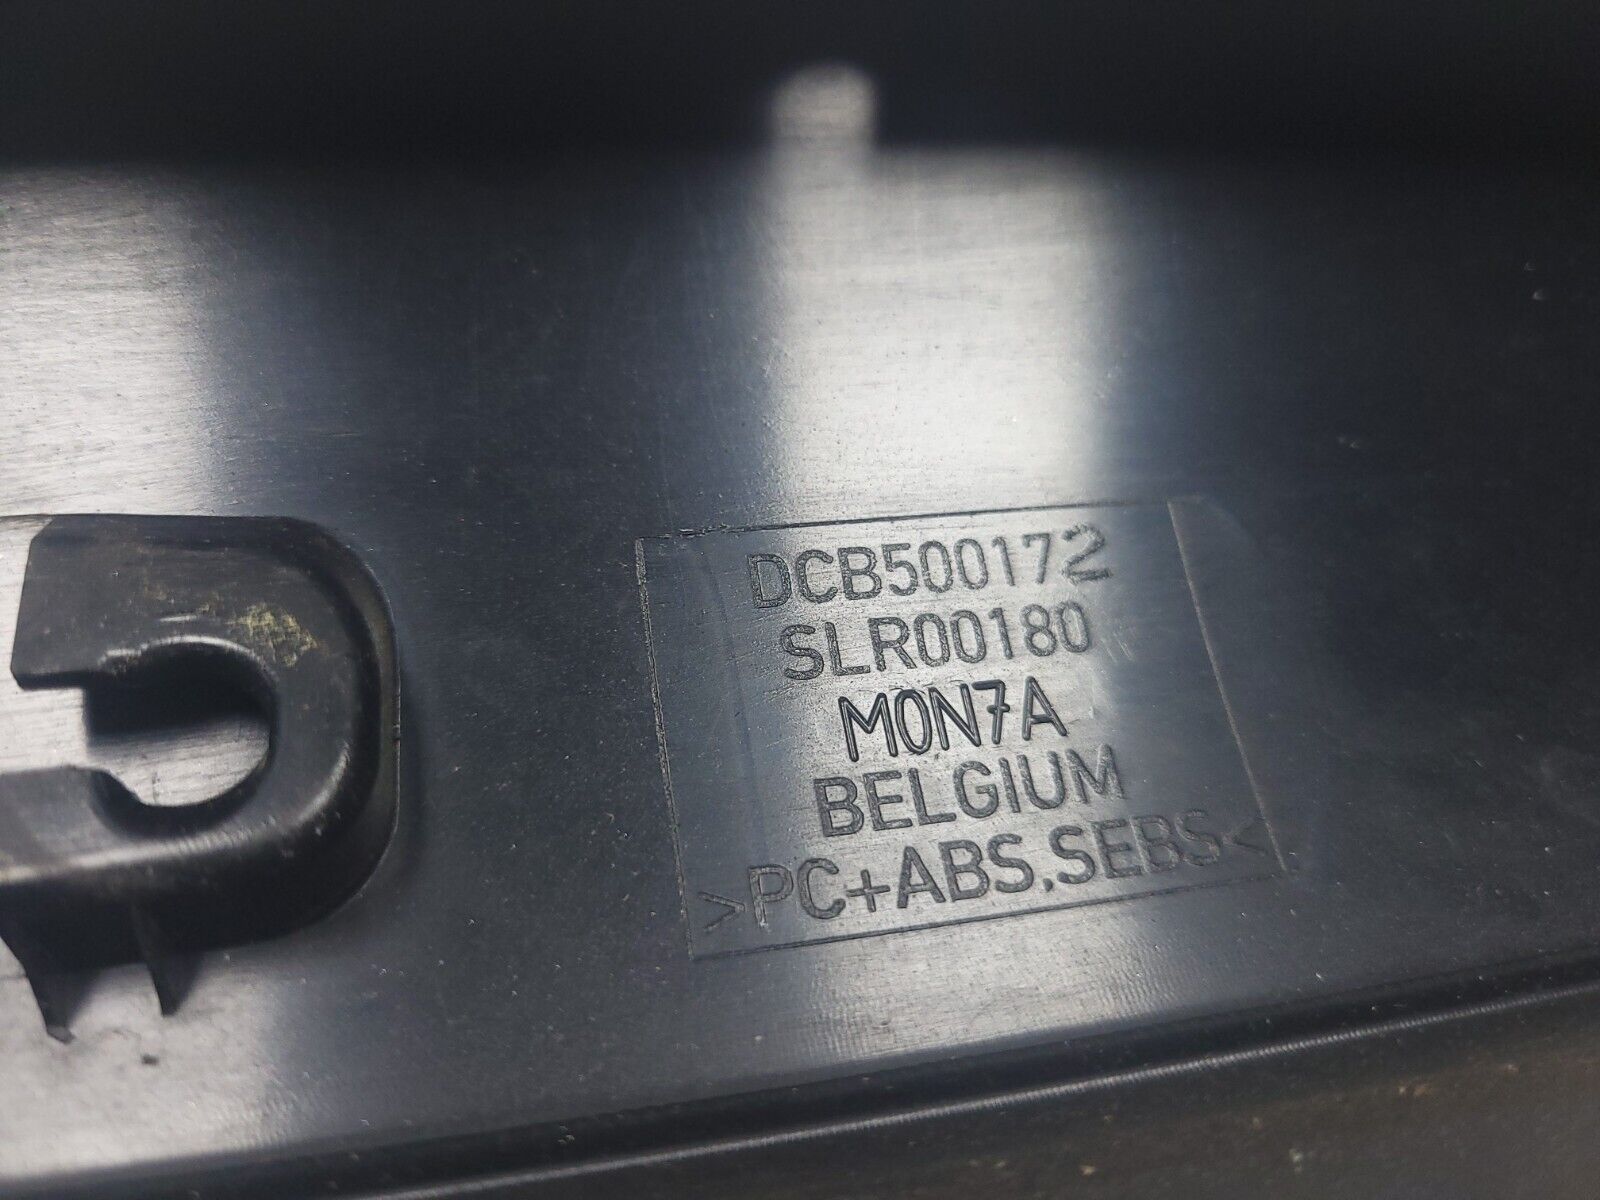 DCB500172
SLR00180
M0N7A
BELGIUM
>PC+ABS,SEBS<